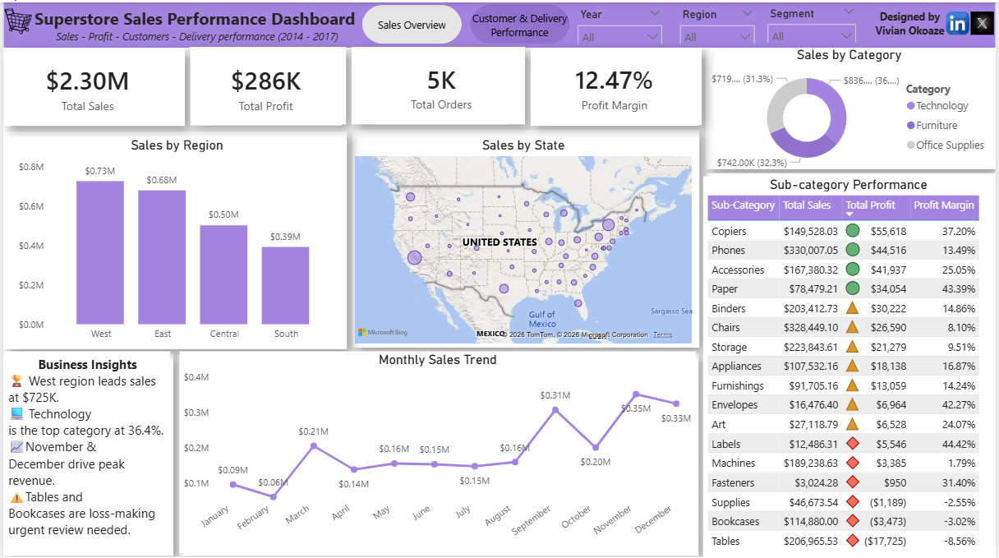 Superstore Sales Performance Dashboard
Sales - Profit - Customers - Delivery performance (2014 - 2017)
Sales Overview
Customer & Delivery
Performance
Year
All
Region
All
Segment
All
Designed by
Vivian Okoaze
in
X
$2.30M
Total Sales
$286K
Total Profit
5K
Total Orders
12.47%
Profit Margin
Sales by Category
$719.... (31.3%)
$836.... (36....)
$742.00K (32.3%)
Category
Technology
Furniture
Office Supplies
Sales by Region
$0.8M
$0.6M
$0.4M
$0.2M
$0.0M
$0.73M
$0.68M
$0.50M
$0.39M
West
East
Central
South
Sales by State
UNITED STATES
Gulf of
Mexico
Sargasso Sea
MEXICO
Microsoft Bing
© 2026 TomTom, © 2026 Microsoft Corporation Terms
Sub-category Performance
Sub-Category Total Sales Total Profit Profit Margin
Copiers $149,528.03 $55,618 37.20%
Phones $330,007.05 $44,516 13.49%
Accessories $167,380.32 $41,937 25.05%
Paper $78,479.21 $34,054 43.39%
Binders $203,412.73 $30,222 14.86%
Chairs $328,449.10 $26,590 8.10%
Storage $223,843.61 $21,279 9.51%
Appliances $107,532.16 $18,138 16.87%
Furnishings $91,705.16 $13,059 14.24%
Envelopes $16,476.40 $6,964 42.27%
Art $27,118.79 $6,528 24.07%
Labels $12,486.31 $5,546 44.42%
Machines $189,238.63 $3,385 1.79%
Fasteners $3,024.28 $950 31.40%
Supplies $46,673.54 ($1,189) -2.55%
Bookcases $114,880.00 ($3,473) -3.02%
Tables $206,965.53 ($17,725) -8.56%
Business Insights
🏆 West region leads sales
at $725K.
💻 Technology
is the top category at 36.4%.
📈November &
December drive peak
revenue.
⚠️Tables and
Bookcases are loss-making
urgent review needed.
Monthly Sales Trend
$0.4M
$0.3M
$0.2M
$0.1M
$0.09M
$0.06M
$0.21M
$0.14M
$0.16M
$0.15M
$0.15M
$0.16M
$0.31M
$0.20M
$0.35M
$0.33M
January
February
March
April
May
June
July
August
September
October
November
December